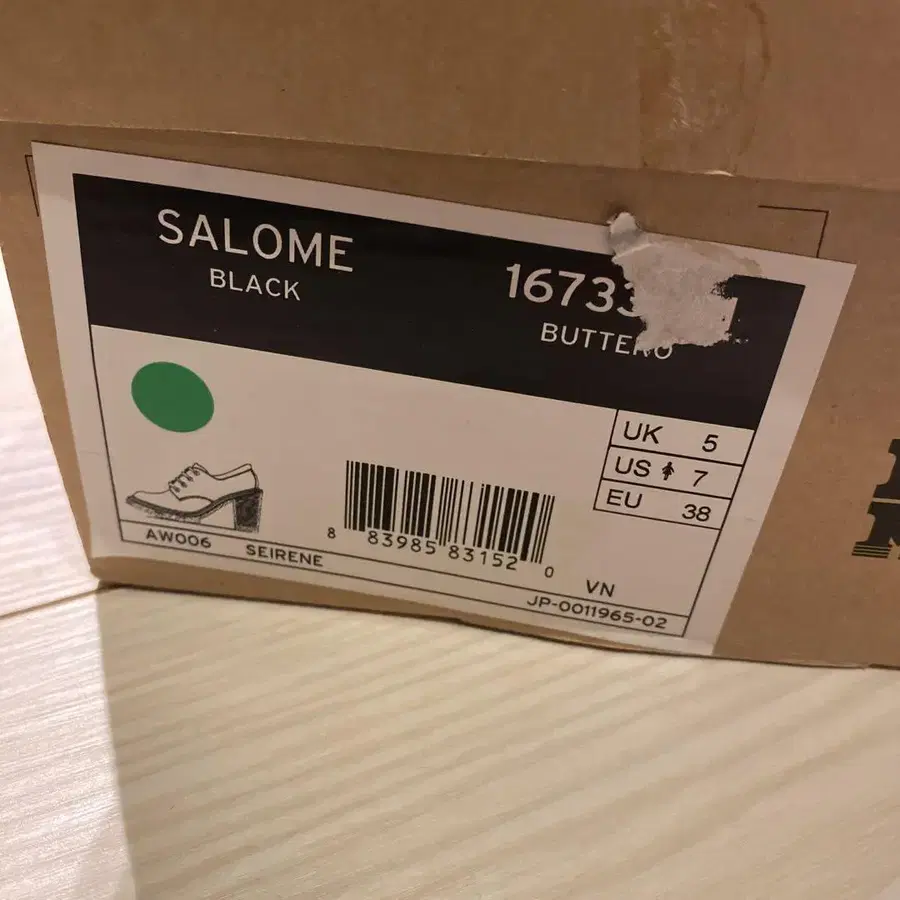 SALOME
BLACK
1673
BUTTERO
UK 5
US 7
EU 38
8 83985 83152 0
AW006 SEIRENE
VN
JP-0011965-02